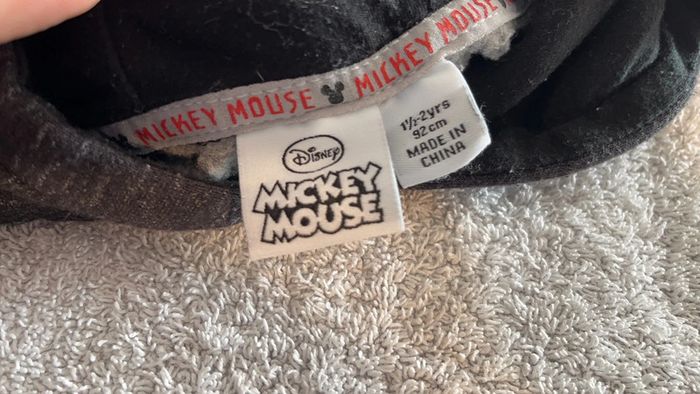 MICKEY MOUSE MICKEY MOUSE
Disney
MICKEY
MOUSE
1½-2yrs
92cm
MADE IN
CHINA